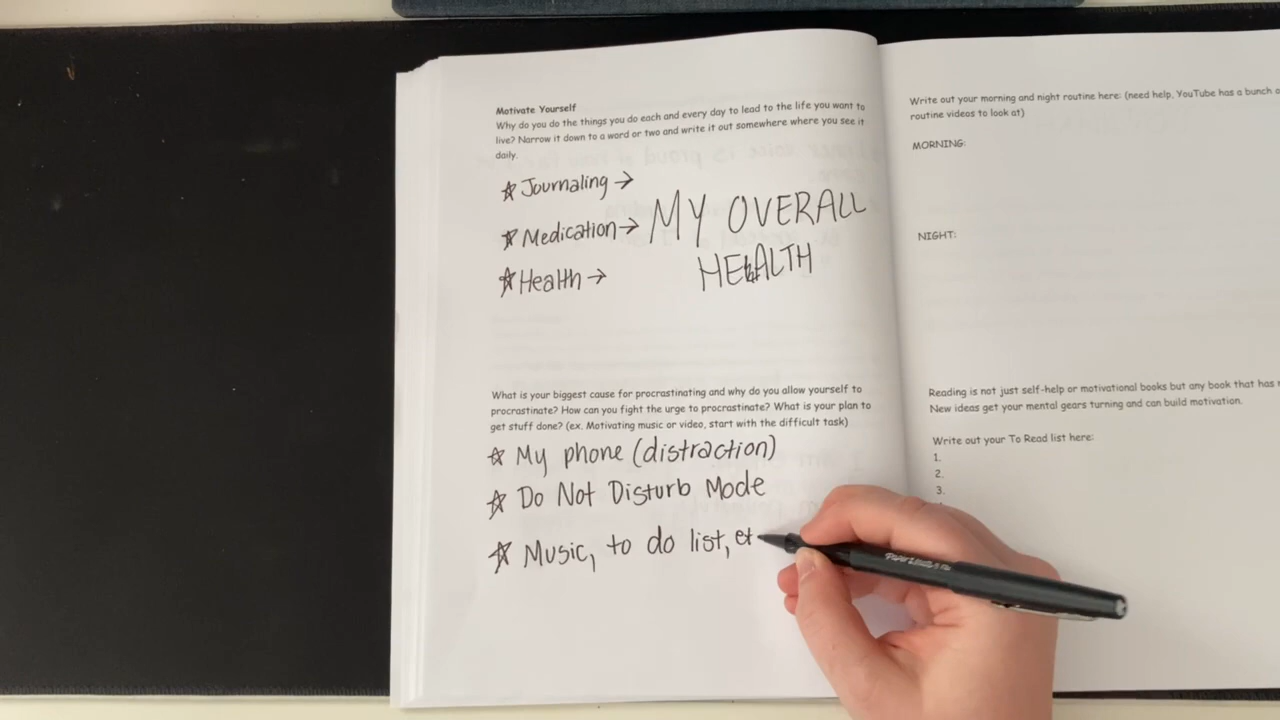 Motivate Yourself
Why do you do the things you do each and every day to lead to the life you want to
live? Narrow it down to a word or two and write it out somewhere where you see it
daily.
☆ Journaling →
☆ Medication → MY OVERALL
☆ Health → HEALTH
What is your biggest cause for procrastinating and why do you allow yourself to
procrastinate? How can you fight the urge to procrastinate? What is your plan to
get stuff done? (ex. Motivating music or video, start with the difficult task)
☆ My phone (distraction)
☆ Do Not Disturb Mode
☆ Music, to do list, et
Write out your morning and night routine here: (need help, YouTube has a bunch
routine videos to look at)
MORNING:
NIGHT:
Reading is not just self-help or motivational books but any book that has
New ideas get your mental gears turning and can build motivation.
Write out your To Read list here:
1.
2.
3.